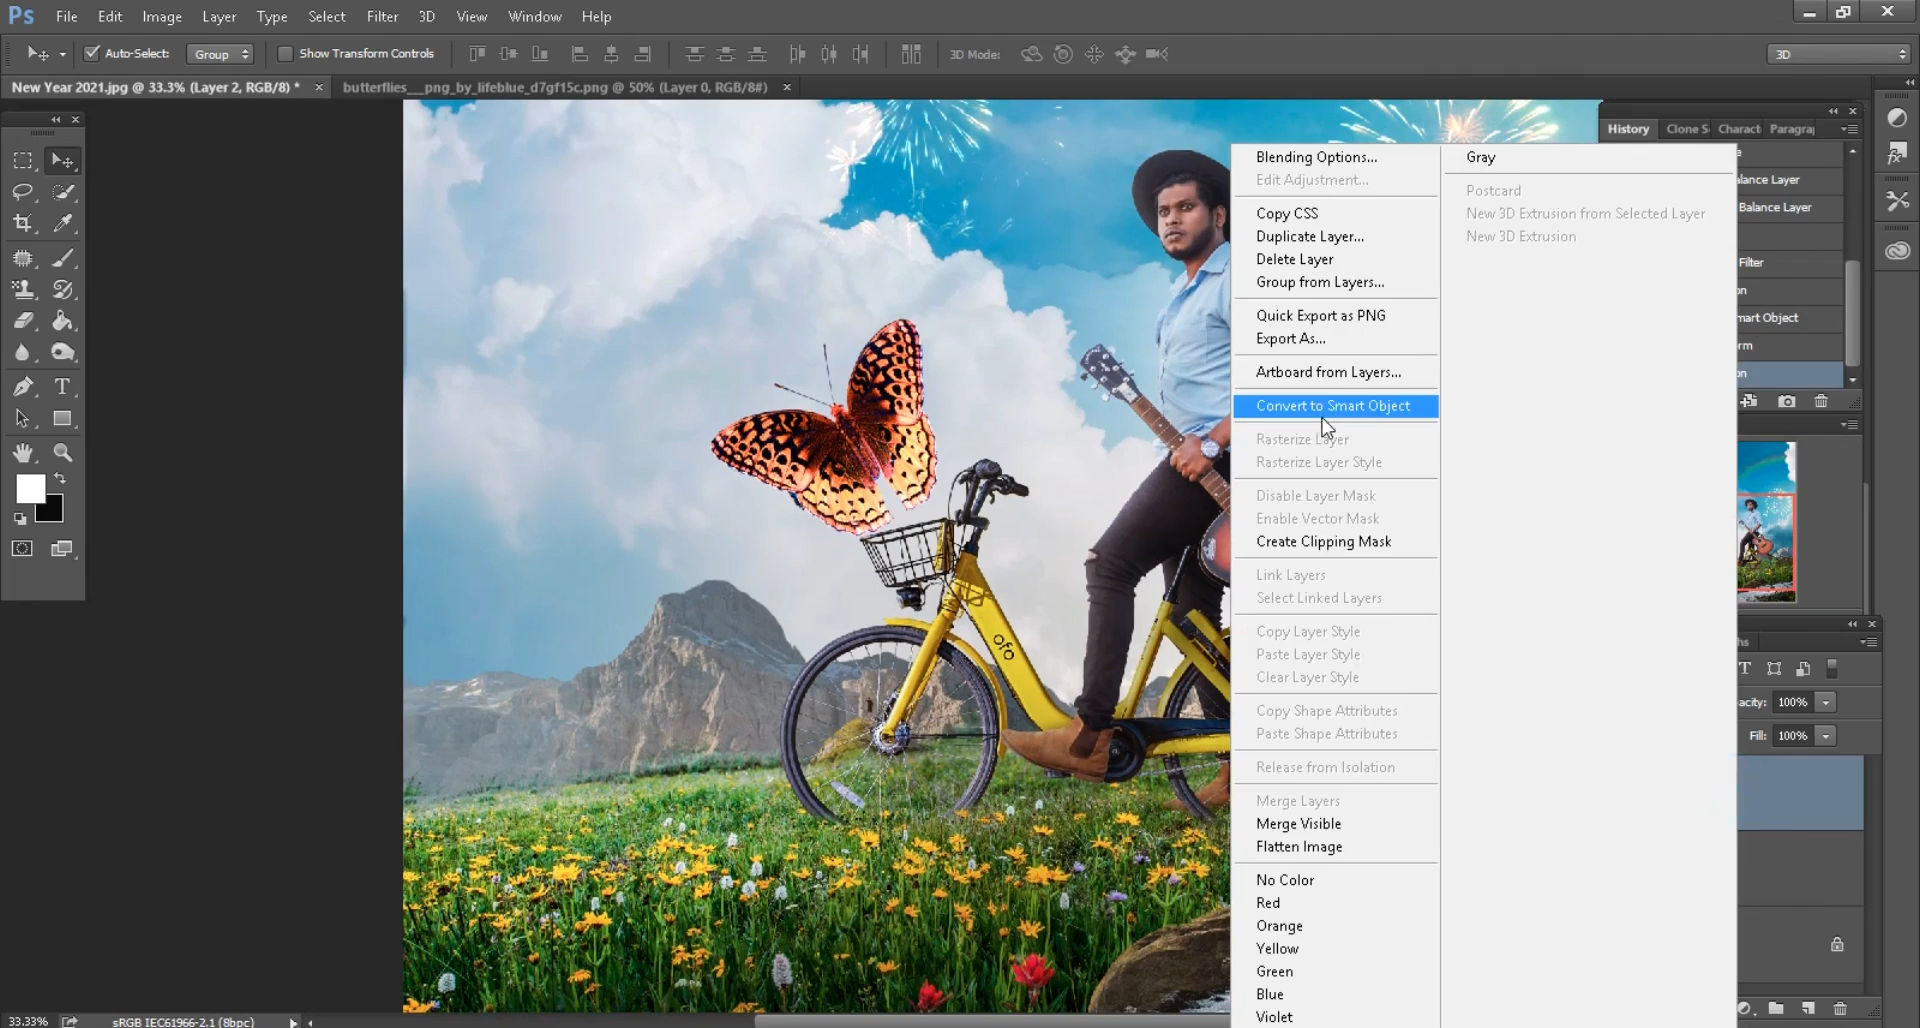 Ps File Edit Image Layer Type Select Filter 3D View Window Help
Auto-Select: Group Show Transform Controls 3D Mode: 3D
New Year 2021.jpg @ 33.3% (Layer 2, RGB/8) * × butterflies___png_by_lifeblue_d7gf15c.png @ 50% (Layer 0, RGB/8#) ×
History Clone S Charact Paragra
Blending Options...
Edit Adjustment...
Copy CSS
Duplicate Layer...
Delete Layer
Group from Layers...
Quick Export as PNG
Export As...
Artboard from Layers...
Convert to Smart Object
Rasterize Layer
Rasterize Layer Style
Disable Layer Mask
Enable Vector Mask
Create Clipping Mask
Link Layers
Select Linked Layers
Copy Layer Style
Paste Layer Style
Clear Layer Style
Copy Shape Attributes
Paste Shape Attributes
Release from Isolation
Merge Layers
Merge Visible
Flatten Image
No Color
Red
Orange
Yellow
Green
Blue
Violet
Gray
Postcard
New 3D Extrusion from Selected Layer
New 3D Extrusion
e
lance Layer
Balance Layer
Filter
on
mart Object
rm
on
hs
T
acity: 100%
Fill: 100%
ofo
T
33.33% sRGB IEC61966-2.1 (8bpc)